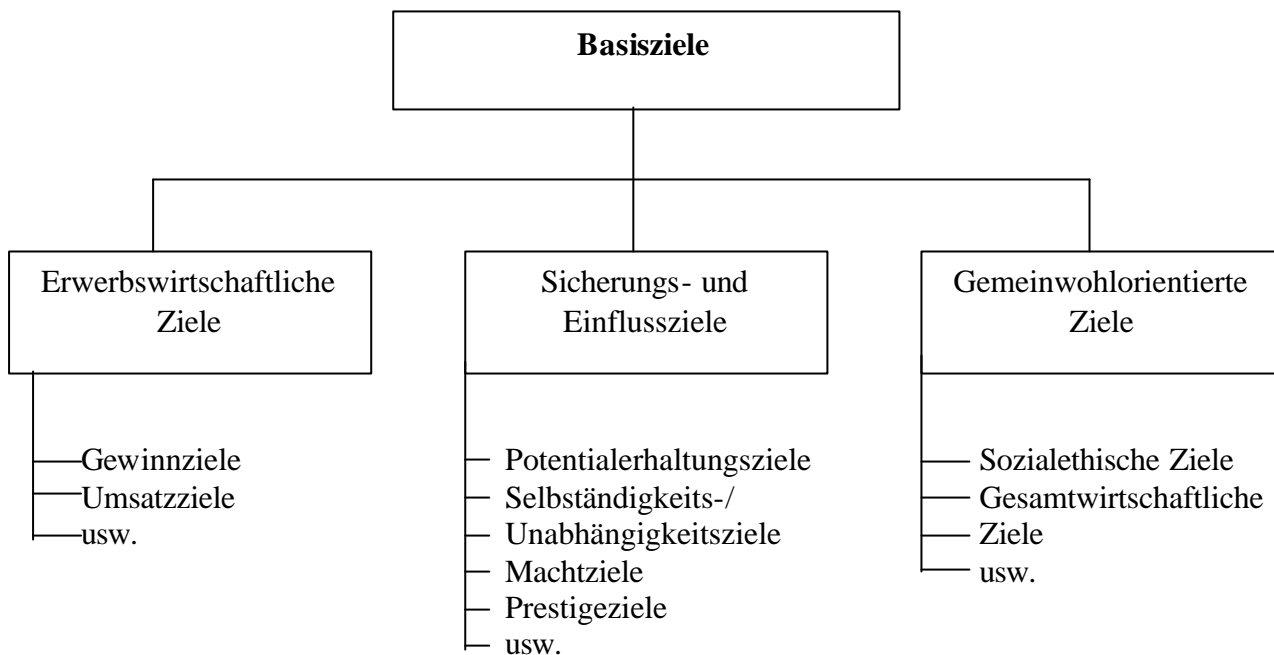 Basisziele
Erwerbswirtschaftliche
Ziele
Sicherungs- und
Einflussziele
Gemeinwohlorientierte
Ziele
Gewinnziele
Umsatzziele
usw.
Potentialerhaltungsziele
Selbständigkeits-/
Unabhängigkeitsziele
Machtziele
Prestigeziele
usw.
Sozialethische Ziele
Gesamtwirtschaftliche
Ziele
usw.